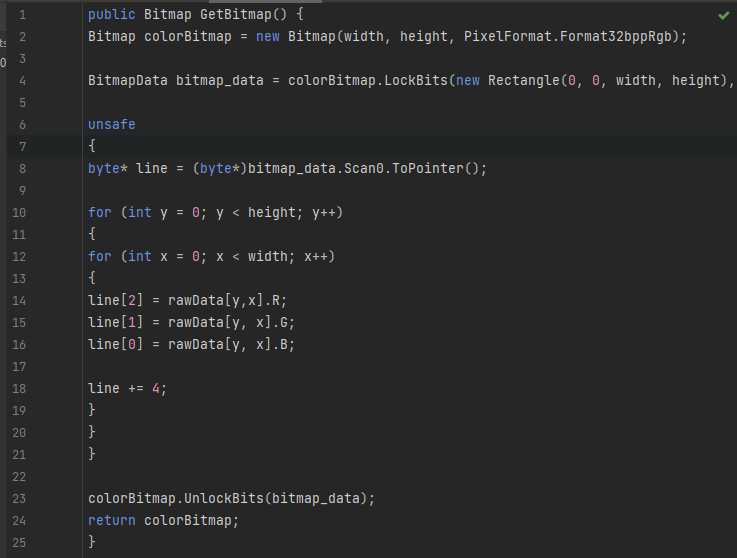 1 public Bitmap GetBitmap() {
2 Bitmap colorBitmap = new Bitmap(width, height, PixelFormat.Format32bppRgb);
3
4 BitmapData bitmap_data = colorBitmap.LockBits(new Rectangle(0, 0, width, height),
5
6 unsafe
7 {
8 byte* line = (byte*)bitmap_data.Scan0.ToPointer();
9
10 for (int y = 0; y < height; y++)
11 {
12 for (int x = 0; x < width; x++)
13 {
14 line[2] = rawData[y,x].R;
15 line[1] = rawData[y, x].G;
16 line[0] = rawData[y, x].B;
17
18 line += 4;
19 }
20 }
21 }
22
23 colorBitmap.UnlockBits(bitmap_data);
24 return colorBitmap;
25 }